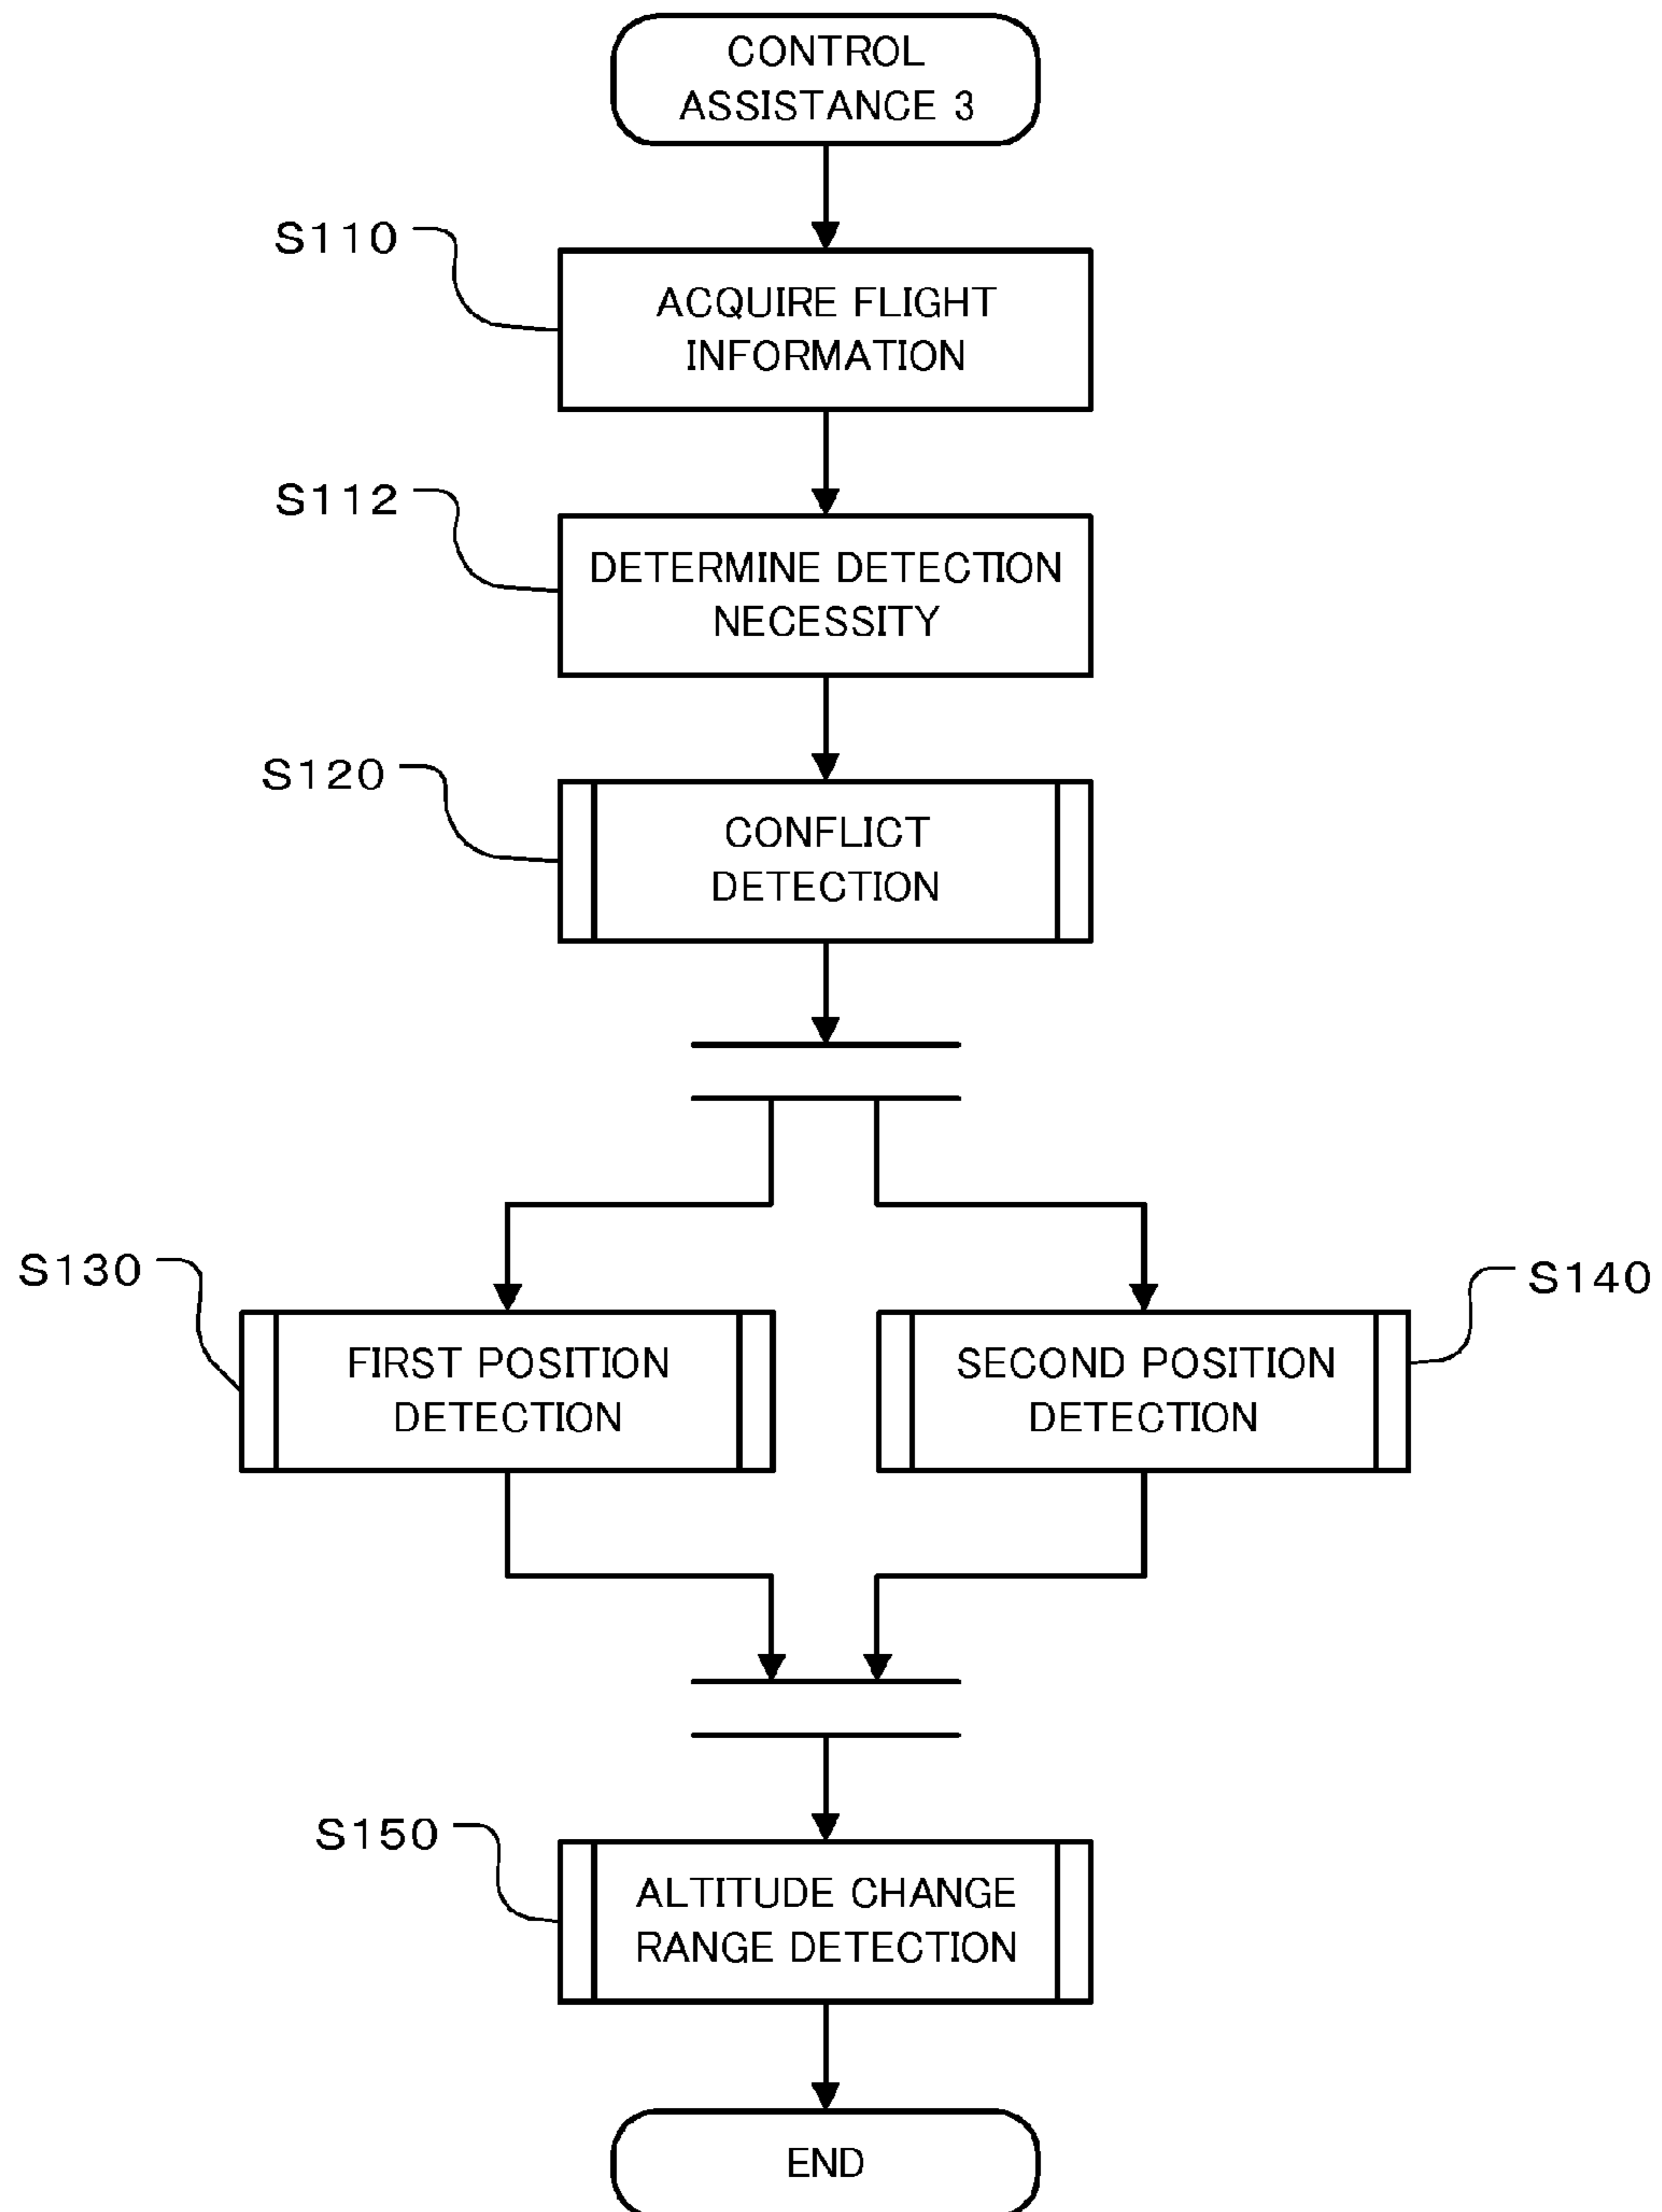 CONTROL
ASSISTANCE 3
S110
ACQUIRE FLIGHT
INFORMATION
S112
DETERMINE DETECTION
NECESSITY
S120
CONFLICT
DETECTION
S130
FIRST POSITION
DETECTION
S140
SECOND POSITION
DETECTION
S150
ALTITUDE CHANGE
RANGE DETECTION
END